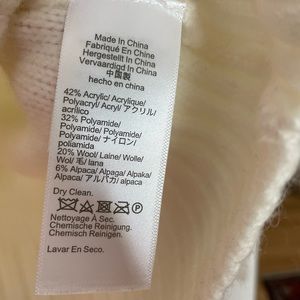 Made In China
Fabriqué En China
Hergestellt In China
Vervaardigd In China
中国製
hecho en china
42% Acrylic/ Acrylique/
Polyacryl/ Acryl/ アクリル/
acrílico
32% Polyamide/
Polyamide/ Polyamid/
Polyamide/ ナイロン/
poliamida
20% Wool/ Laine/ Wolle/
Wol/ 毛/ lana
6% Alpaca/ Alpaga/ Alpaka/
Alpaca/ アルパカ/ alpaca
Dry Clean.
Nettoyage À Sec.
Chemische Reinigung.
Chemisch Reinigen.
Lavar En Seco.